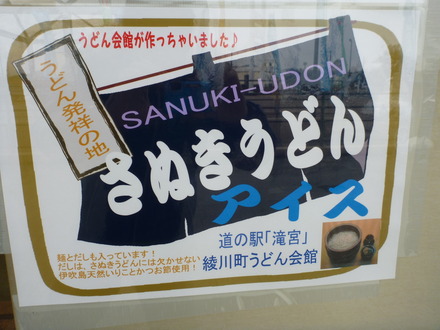 うどん会館が作っちゃいました♪
うどん発祥の地
SANUKI-UDON
さぬきうどん
アイス
道の駅「滝宮」
綾川町うどん会館
麺とだしも入っています！
だしは、さぬきうどんには欠かせない
伊吹島天然いりことかつお節使用！